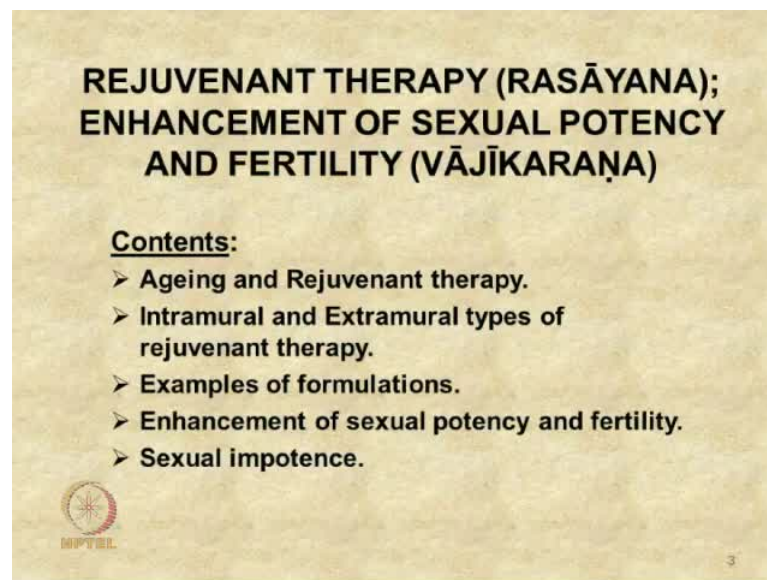 REJUVENANT THERAPY (RASĀYANA);
ENHANCEMENT OF SEXUAL POTENCY
AND FERTILITY (VĀJĪKARAṆA)
Contents:
➢ Ageing and Rejuvenant therapy.
➢ Intramural and Extramural types of
rejuvenant therapy.
➢ Examples of formulations.
➢ Enhancement of sexual potency and fertility.
➢ Sexual impotence.
NPTEL
3